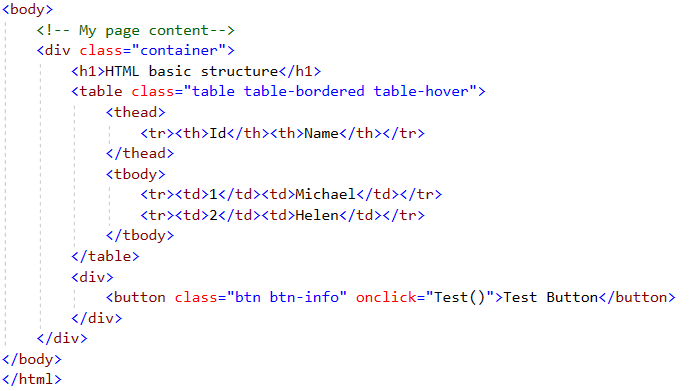 <body>
<!-- My page content-->
<div class="container">
<h1>HTML basic structure</h1>
<table class="table table-bordered table-hover">
<thead>
<tr><th>Id</th><th>Name</th></tr>
</thead>
<tbody>
<tr><td>1</td><td>Michael</td></tr>
<tr><td>2</td><td>Helen</td></tr>
</tbody>
</table>
<div>
<button class="btn btn-info" onclick="Test()">Test Button</button>
</div>
</div>
</body>
</html>